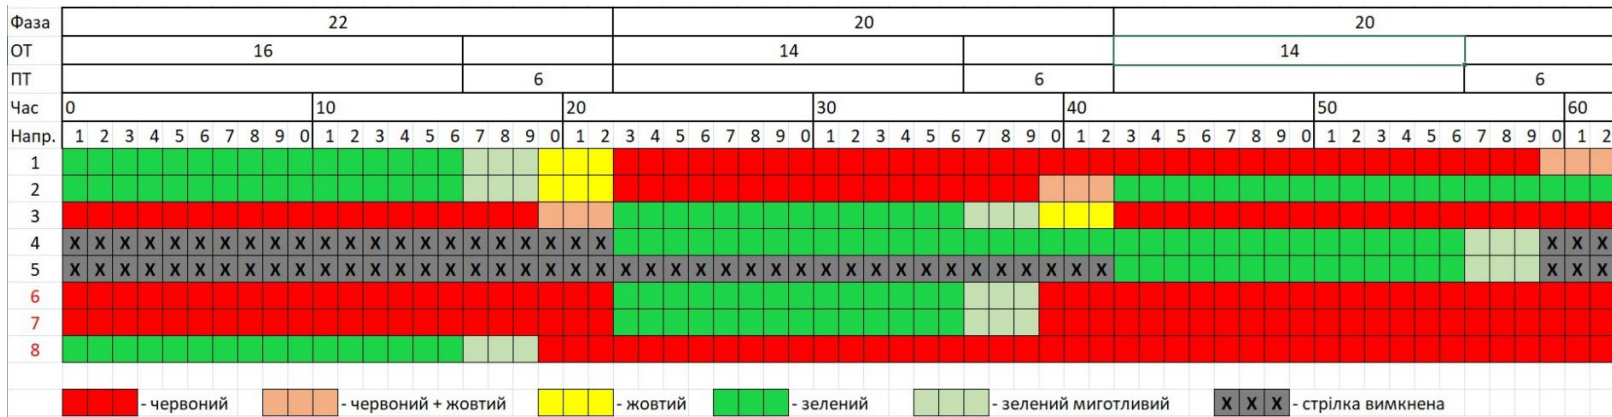 Фаза 22 20 20
ОТ 16 14 14
ПТ 6 6 6
Час 0 10 20 30 40 50 60
Напр. 1 2 3 4 5 6 7 8 9 0 1 2 3 4 5 6 7 8 9 0 1 2 3 4 5 6 7 8 9 0 1 2 3 4 5 6 7 8 9 0 1 2 3 4 5 6 7 8 9 0 1 2 3 4 5 6 7 8 9 0 1 2
1
2
3
4 X X X X X X X X X X X X X X X X X X X X X X X X X
5 X X X X X X X X X X X X X X X X X X X X X X X X X X X X X X X X X X X X X X X X X X X X X
6
7
8
- червоний - червоний + жовтий - жовтий - зелений - зелений миготливий X X X - стрілка вимкнена